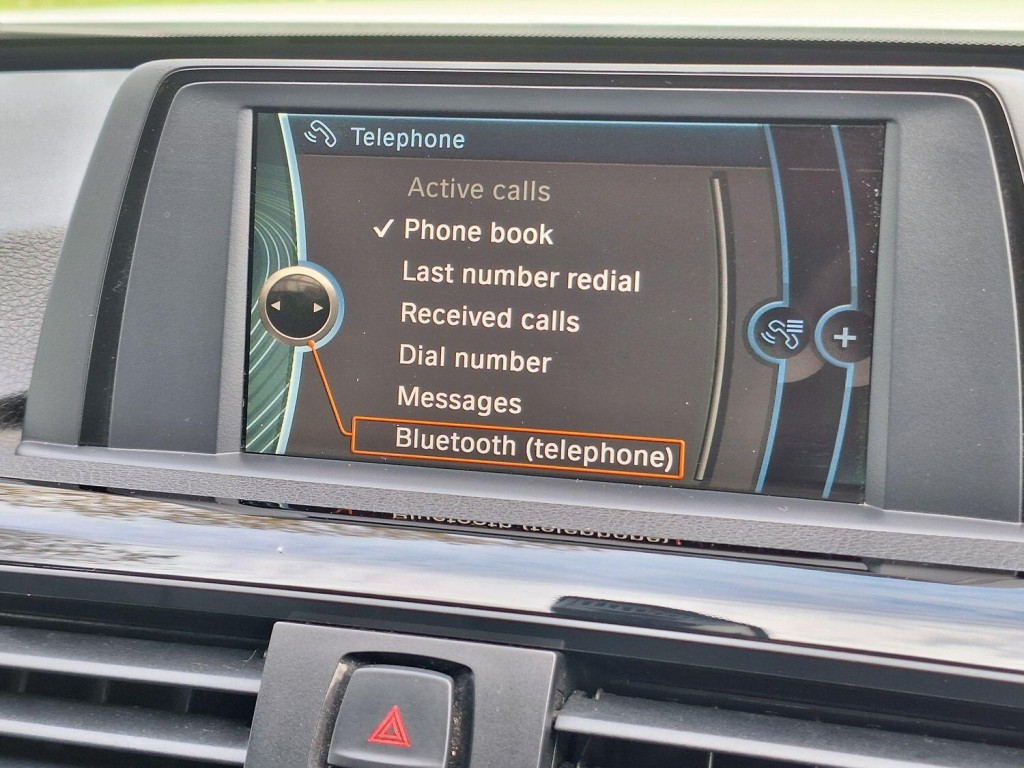 Telephone
Active calls
Phone book
Last number redial
Received calls
Dial number
Messages
Bluetooth (telephone)